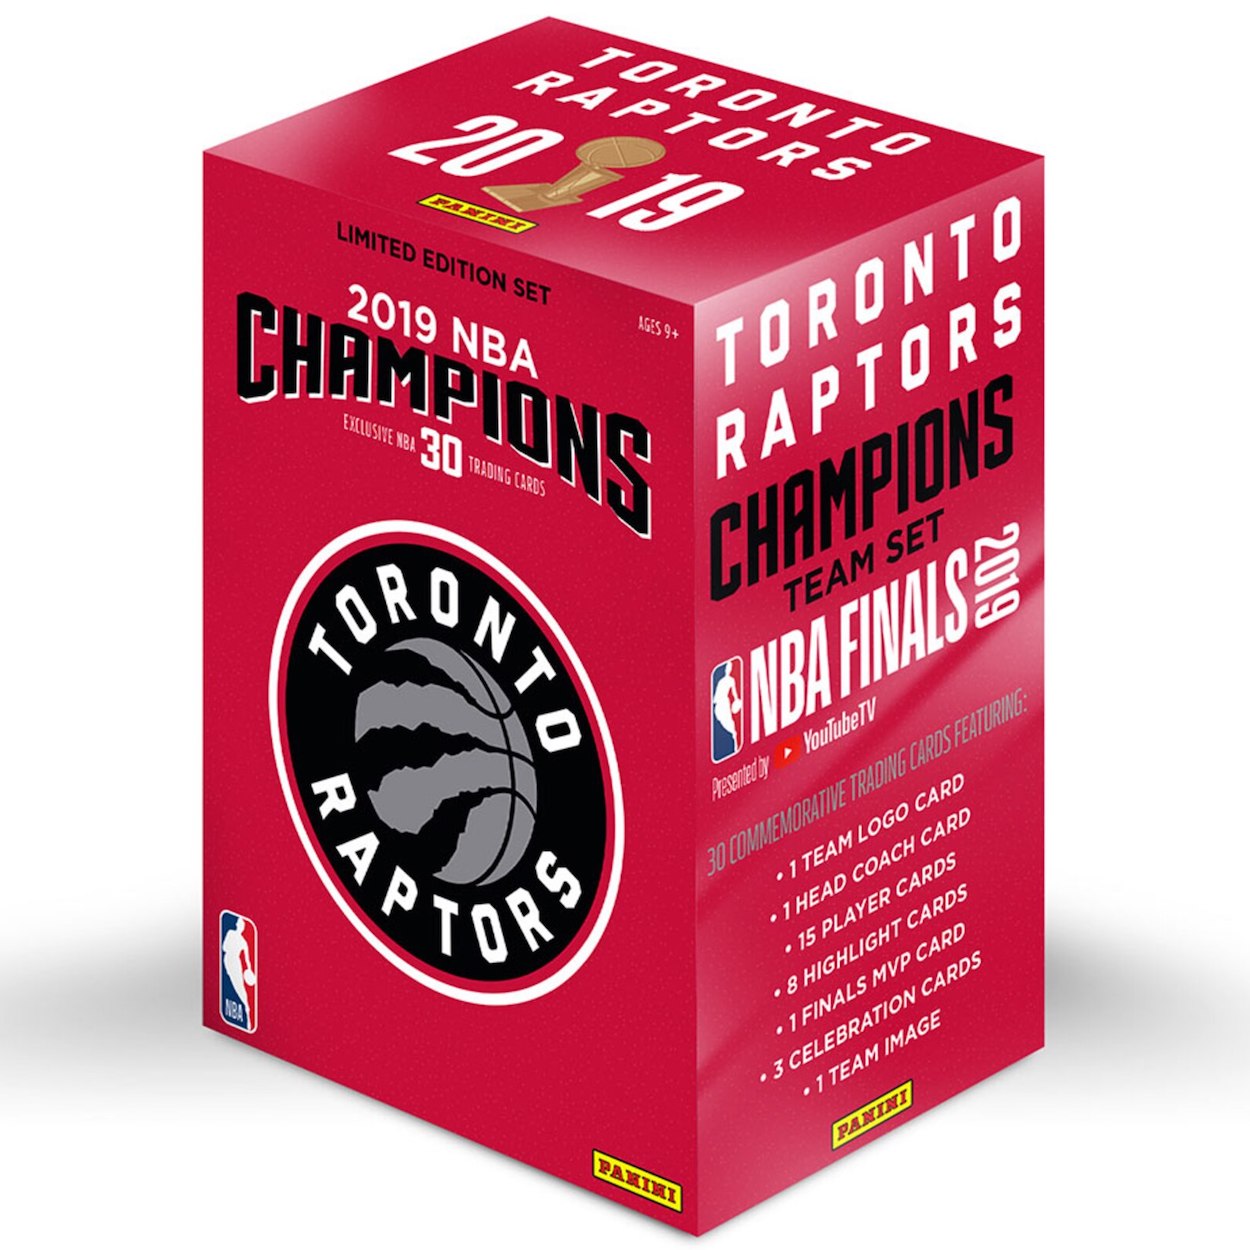 TORONTO
RAPTORS
2019
PANINI
LIMITED EDITION SET
AGES 9+
2019 NBA
CHAMPIONS
EXCLUSIVE NBA 30 TRADING CARDS
TORONTO
RAPTORS
NBA
PANINI
TORONTO
RAPTORS
CHAMPIONS
TEAM SET
NBA FINALS 2019
Presented by YouTubeTV
30 COMMEMORATIVE TRADING CARDS FEATURING:
• 1 TEAM LOGO CARD
• 1 HEAD COACH CARD
• 15 PLAYER CARDS
• 8 HIGHLIGHT CARDS
• 1 FINALS MVP CARD
• 3 CELEBRATION CARDS
• 1 TEAM IMAGE
PANINI